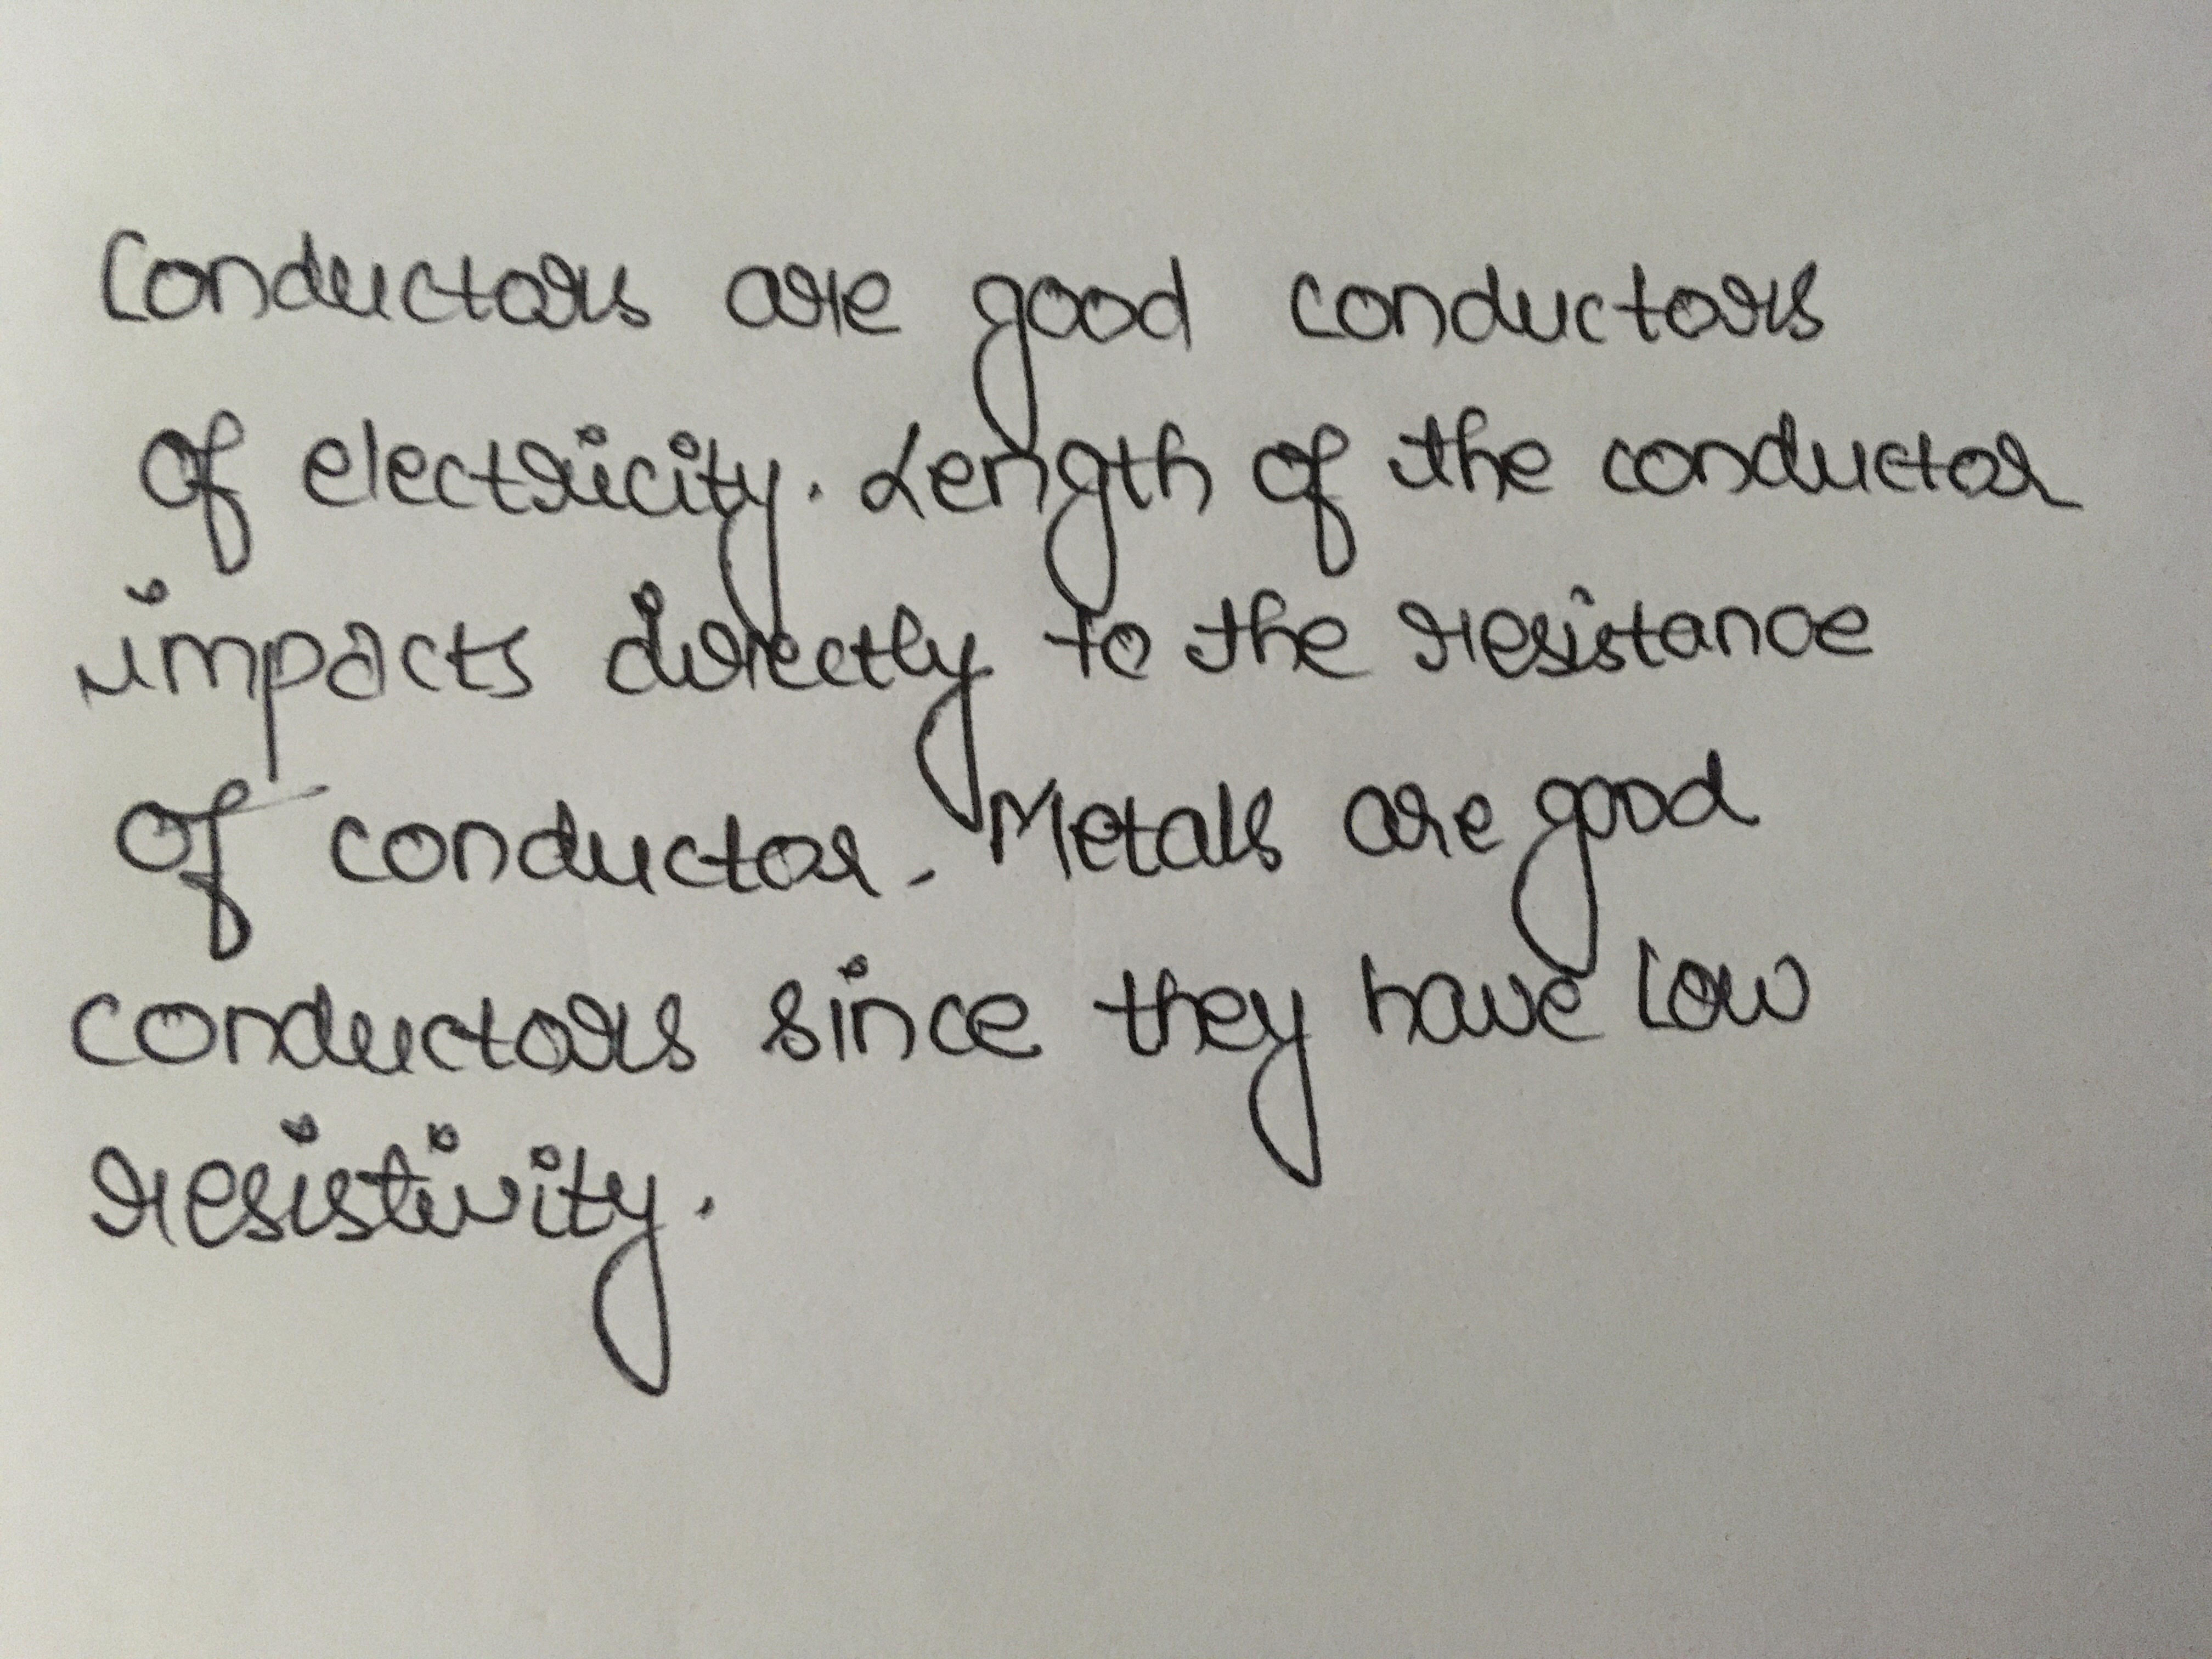 Conductors are good conductors
of electricity. Length of the conductor
impacts directly to the resistance
of conductor. Metals are good
conductors since they have low
resistivity.